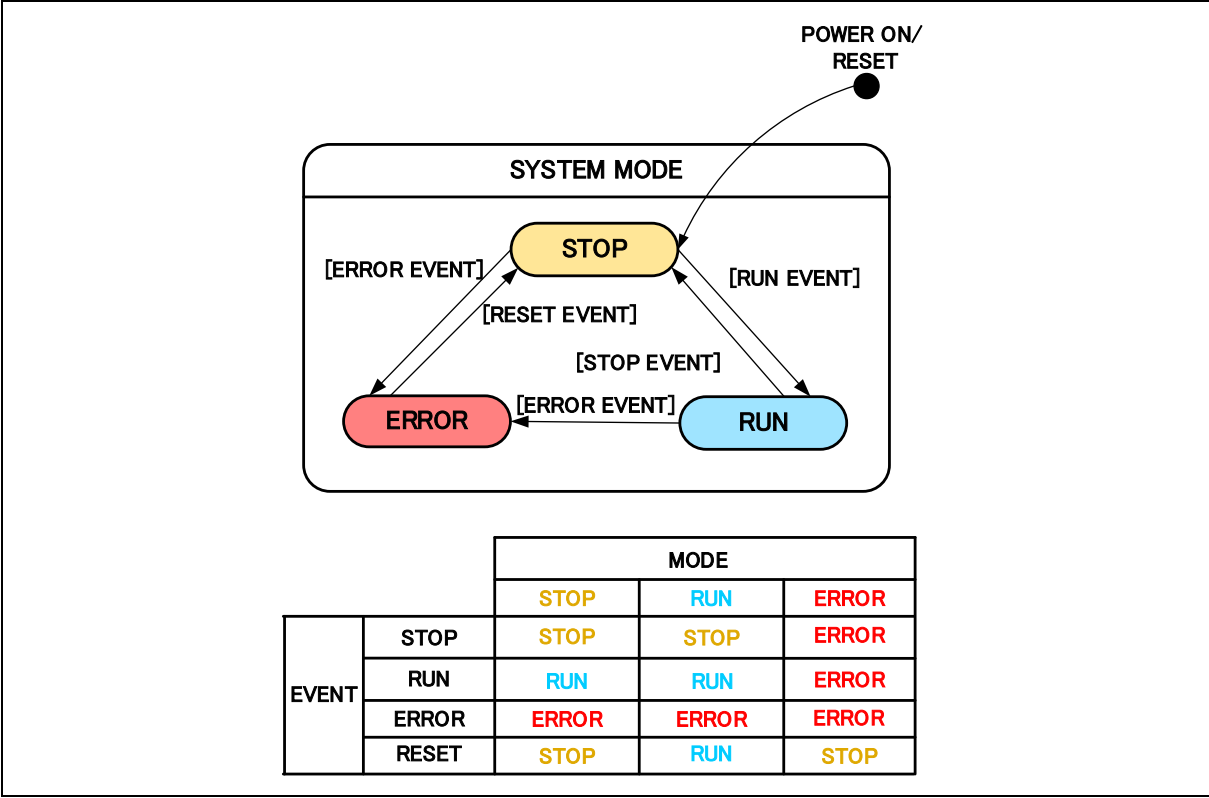 POWER ON/
RESET
SYSTEM MODE
STOP
[ERROR EVENT]
[RUN EVENT]
[RESET EVENT]
[STOP EVENT]
[ERROR EVENT]
ERROR
RUN
MODE
STOP RUN ERROR
EVENT
STOP STOP STOP ERROR
RUN RUN RUN ERROR
ERROR ERROR ERROR ERROR
RESET STOP RUN STOP